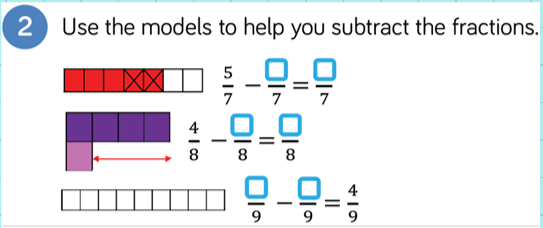 2 Use the models to help you subtract the fractions.
5/7 − □/7 = □/7
4/8 − □/8 = □/8
□/9 − □/9 = 4/9